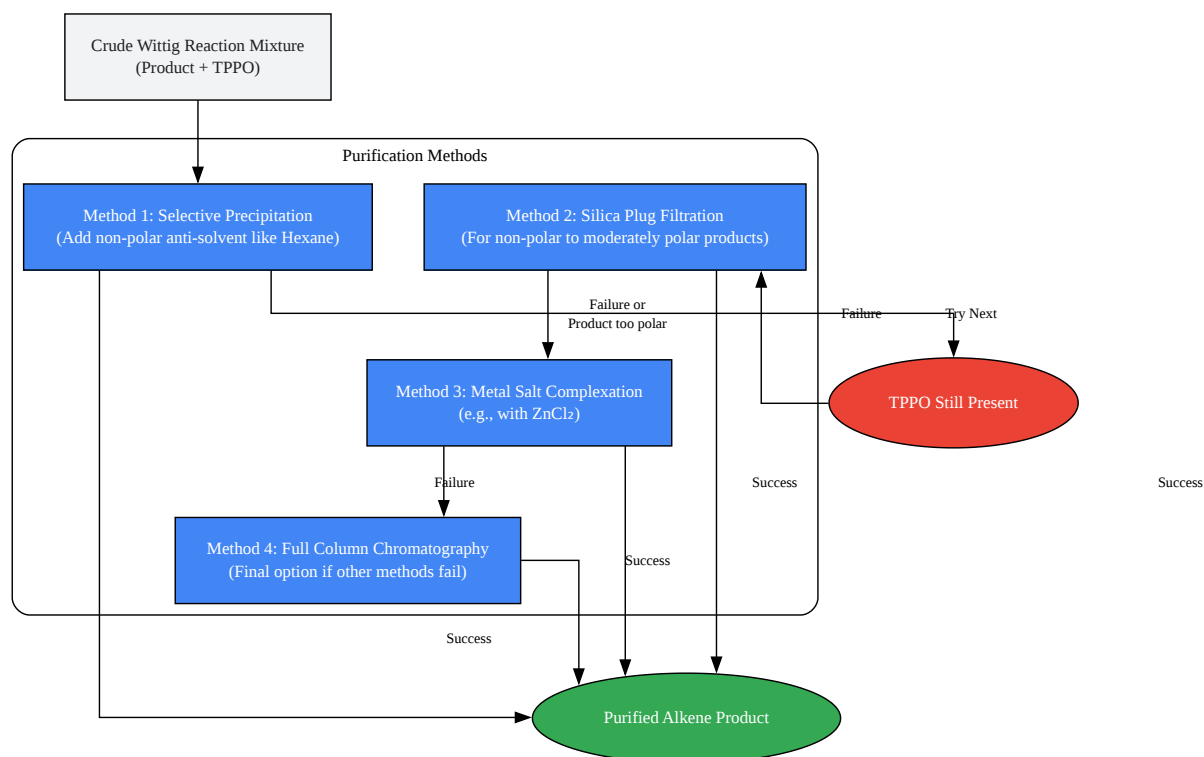 Crude Wittig Reaction Mixture
(Product + TPPO)
Purification Methods
Method 1: Selective Precipitation
(Add non-polar anti-solvent like Hexane)
Method 2: Silica Plug Filtration
(For non-polar to moderately polar products)
Failure or
Product too polar
Failure
Try Next
Method 3: Metal Salt Complexation
(e.g., with ZnCl₂)
TPPO Still Present
Failure
Success
Success
Method 4: Full Column Chromatography
(Final option if other methods fail)
Success
Success
Purified Alkene Product